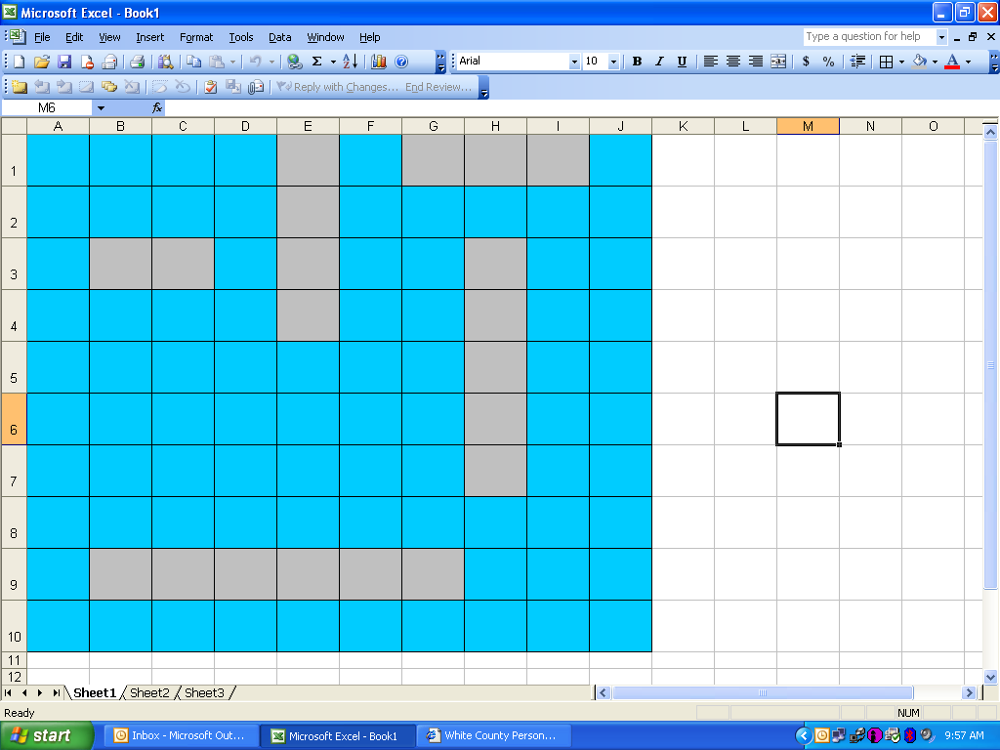 Microsoft Excel - Book1
File Edit View Insert Format Tools Data Window Help Type a question for help
Arial 10 B I U $ %
Reply with Changes... End Review...
M6 fx
A B C D E F G H I J K L M N O
1
2
3
4
5
6
7
8
9
10
11
12
Sheet1 Sheet2 Sheet3
Ready NUM
start Inbox - Microsoft Out... Microsoft Excel - Book1 White County Person... 9:57 AM